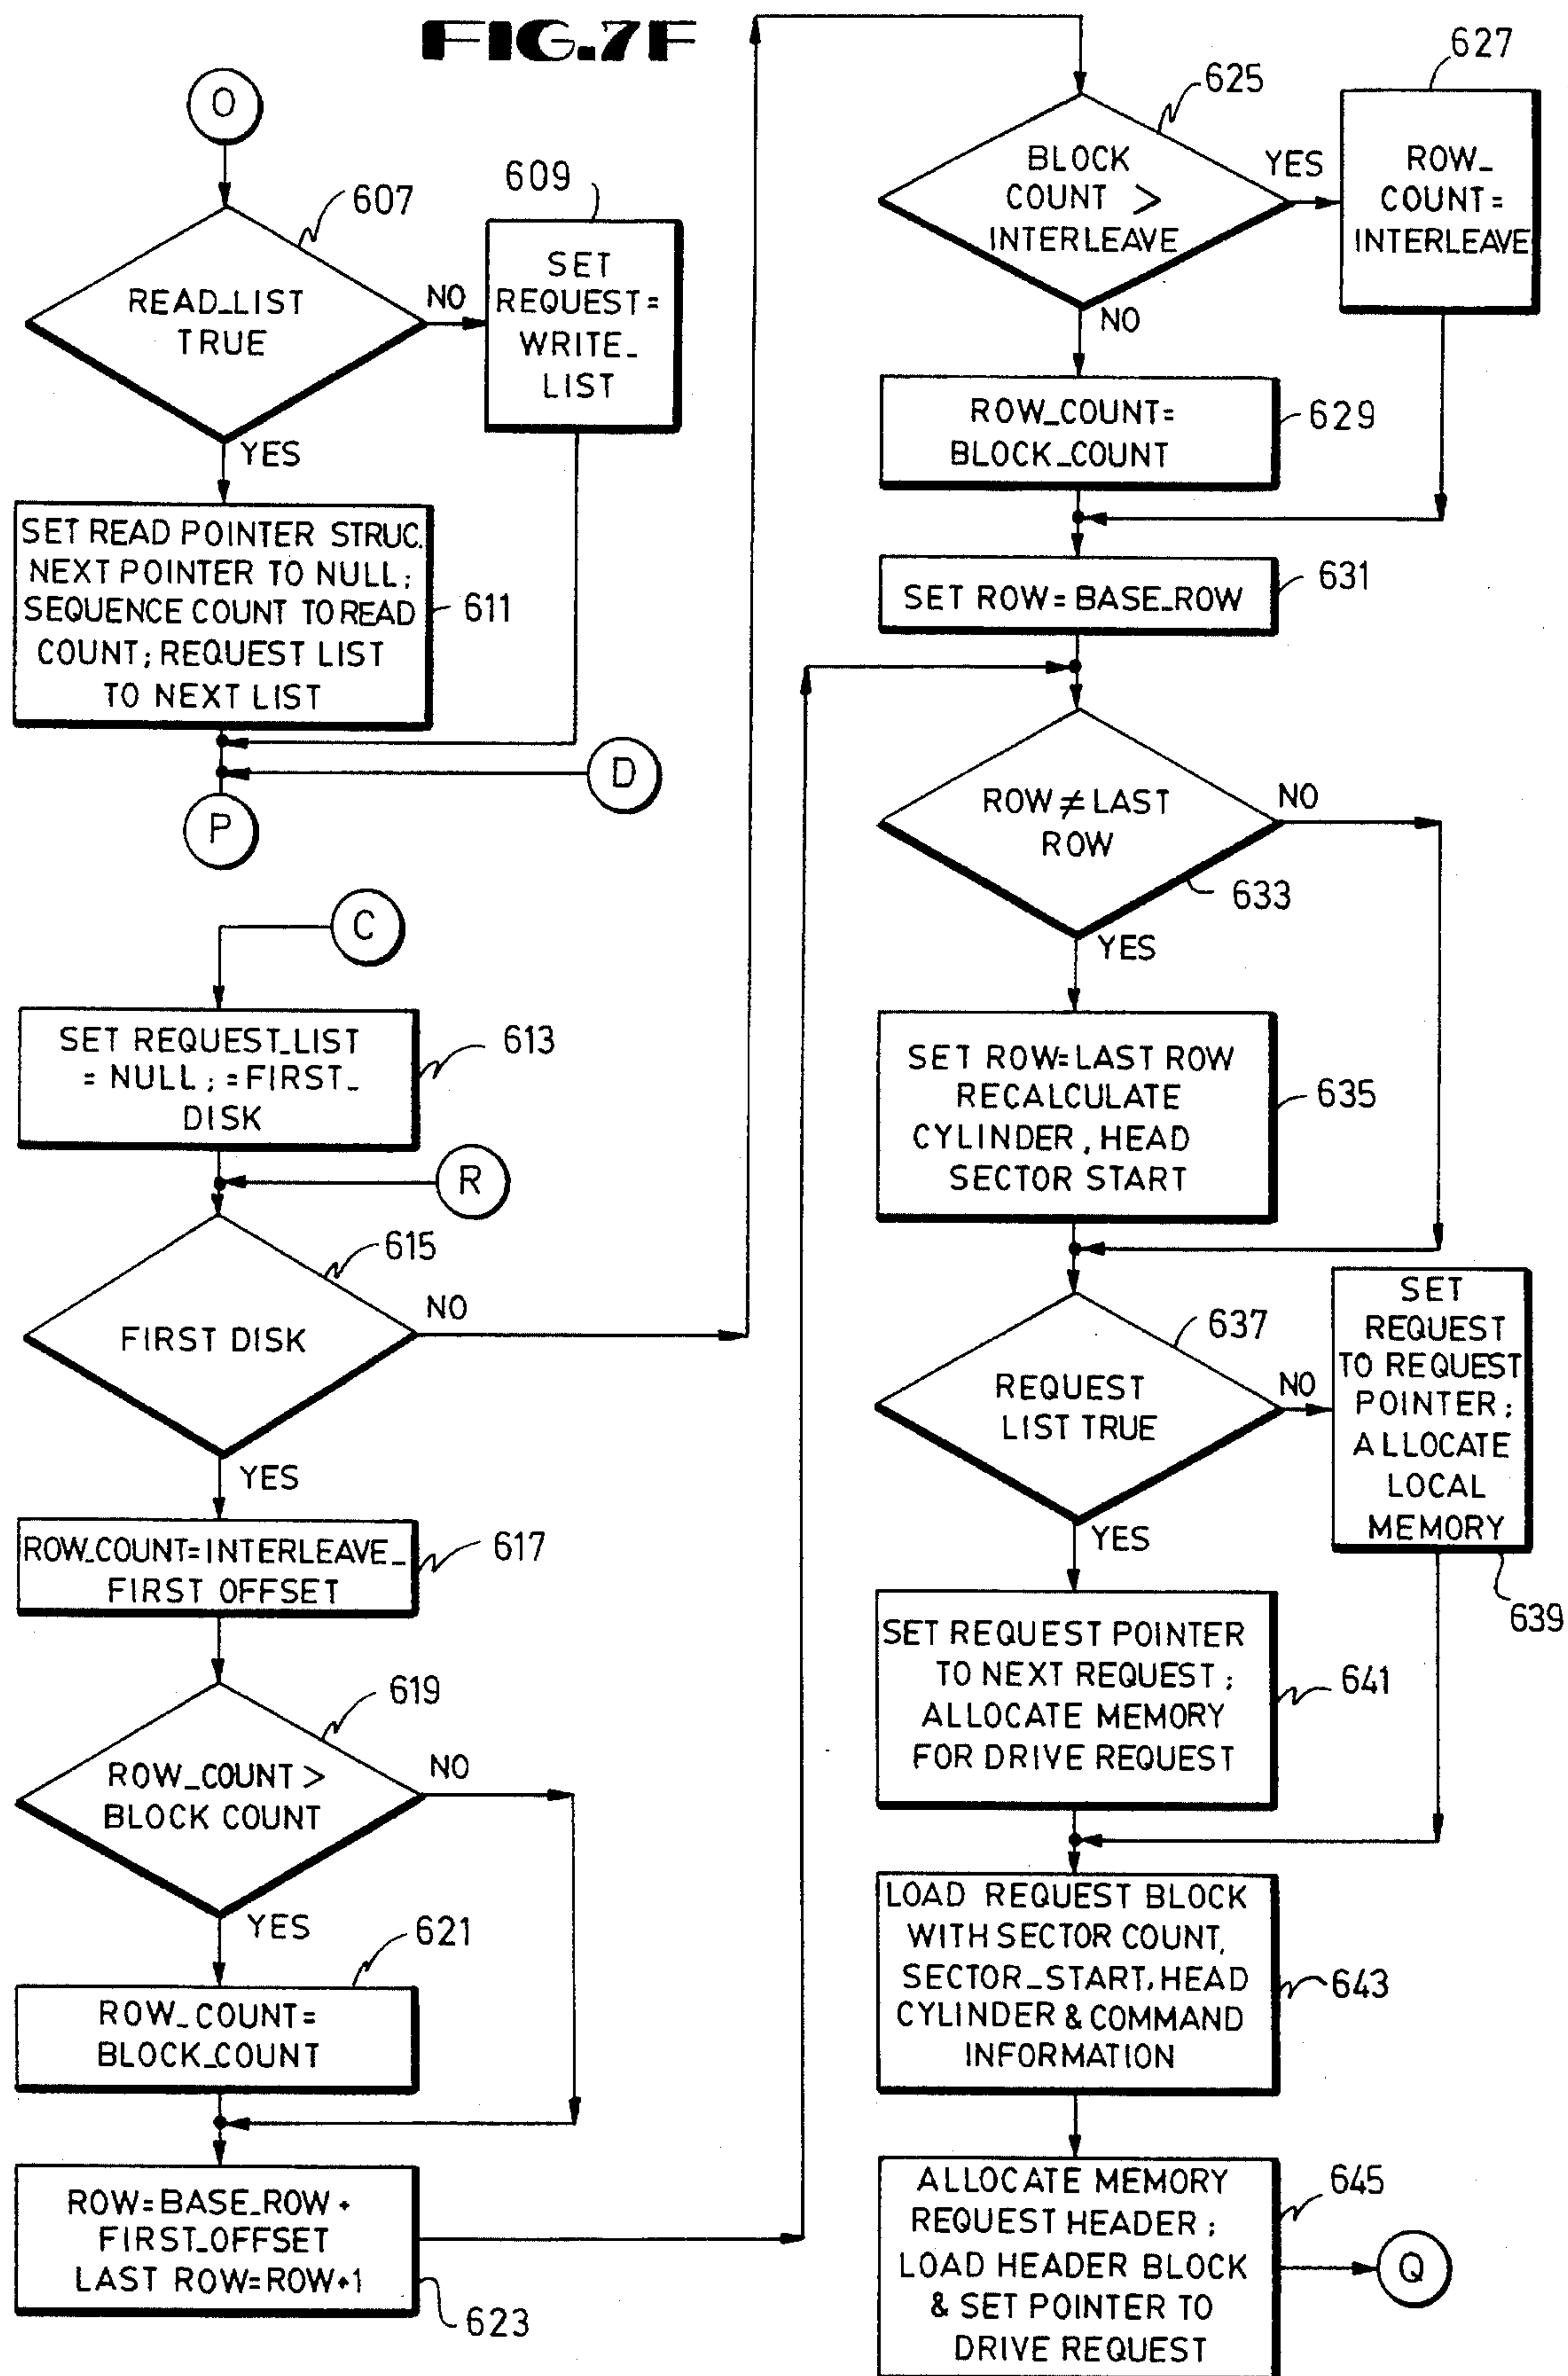 FIG.7F
O
607
READ_LIST
TRUE
NO
YES
609
SET
REQUEST=
WRITE_
LIST
SET READ POINTER STRUC.
NEXT POINTER TO NULL;
SEQUENCE COUNT TO READ
COUNT; REQUEST LIST
TO NEXT LIST
611
D
P
C
SET REQUEST_LIST
= NULL; =FIRST_
DISK
613
R
615
FIRST DISK
NO
YES
ROW_COUNT=INTERLEAVE_
FIRST OFFSET
617
619
ROW_COUNT >
BLOCK COUNT
NO
YES
621
ROW_COUNT=
BLOCK_COUNT
ROW=BASE_ROW +
FIRST_OFFSET
LAST ROW=ROW+1
623
625
BLOCK
COUNT >
INTERLEAVE
YES
NO
627
ROW_
COUNT=
INTERLEAVE
ROW_COUNT=
BLOCK_COUNT
629
SET ROW=BASE_ROW
631
ROW ≠ LAST
ROW
NO
633
YES
SET ROW=LAST ROW
RECALCULATE
CYLINDER, HEAD
SECTOR START
635
637
REQUEST
LIST TRUE
NO
YES
SET
REQUEST
TO REQUEST
POINTER;
ALLOCATE
LOCAL
MEMORY
639
SET REQUEST POINTER
TO NEXT REQUEST;
ALLOCATE MEMORY
FOR DRIVE REQUEST
641
LOAD REQUEST BLOCK
WITH SECTOR COUNT,
SECTOR_START, HEAD
CYLINDER & COMMAND
INFORMATION
643
ALLOCATE MEMORY
REQUEST HEADER;
LOAD HEADER BLOCK
& SET POINTER TO
DRIVE REQUEST
645
Q